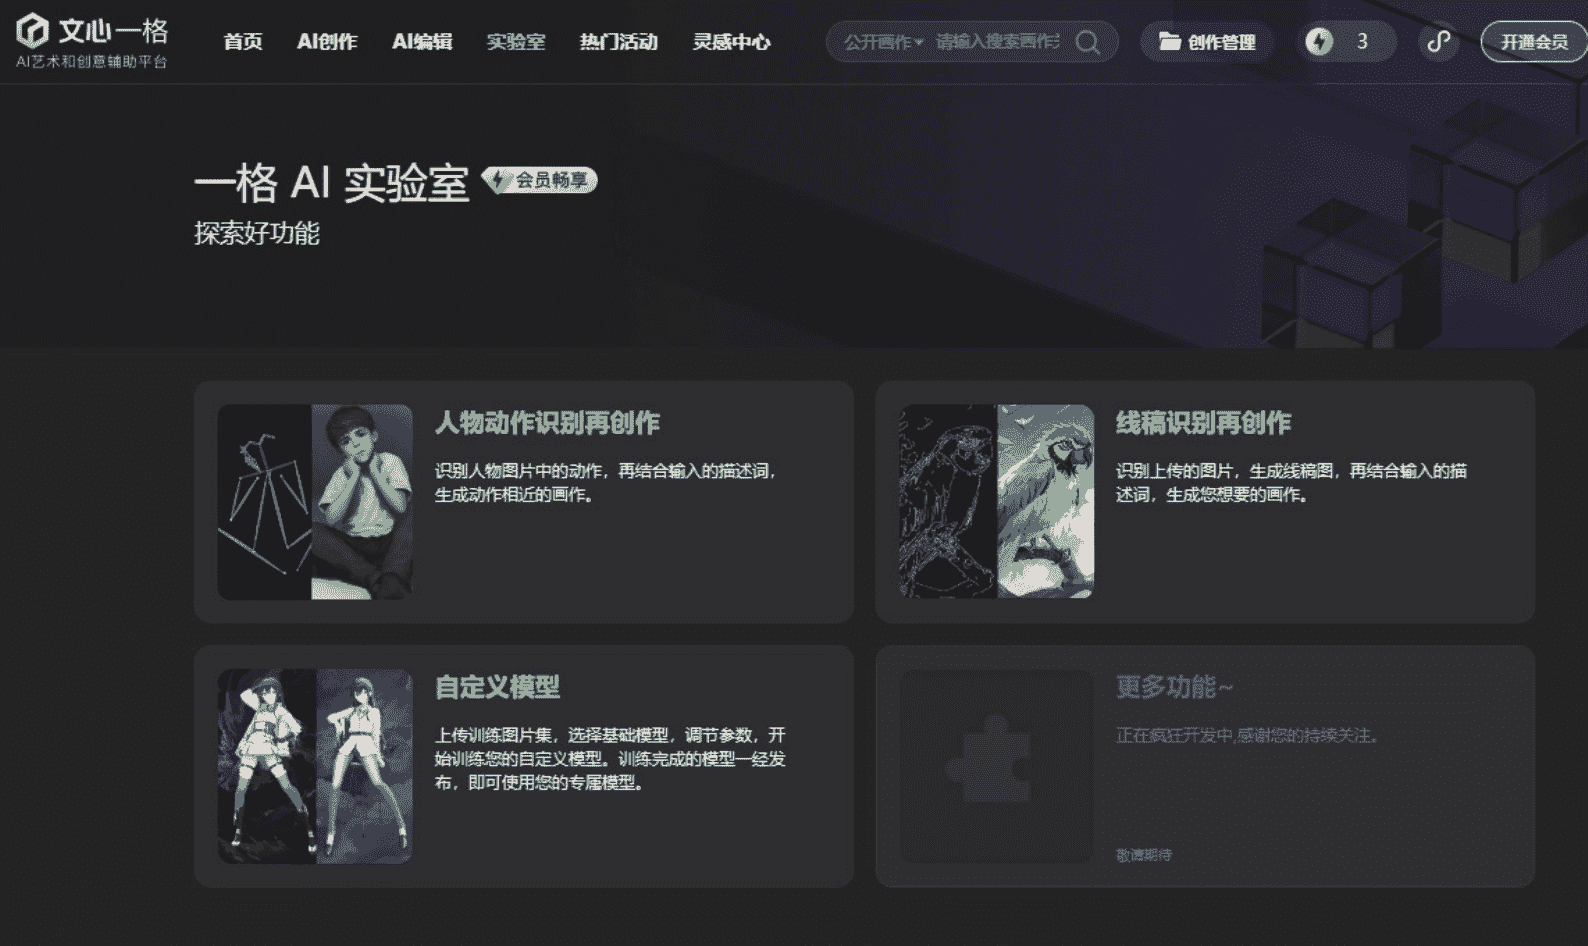 文心一格
AI艺术和创意辅助平台
首页
AI创作
AI编辑
实验室
热门活动
灵感中心
公开画作
请输入搜索画作
创作管理
3
开通会员
一格 AI 实验室
会员畅享
探索好功能
人物动作识别再创作
识别人物图片中的动作，再结合输入的描述词，
生成动作相近的画作。
线稿识别再创作
识别上传的图片，生成线稿图，再结合输入的描
述词，生成您想要的画作。
自定义模型
上传训练图片集，选择基础模型，调节参数，开
始训练您的自定义模型。训练完成的模型一经发
布，即可使用您的专属模型。
更多功能~
正在疯狂开发中,感谢您的持续关注。
敬请期待